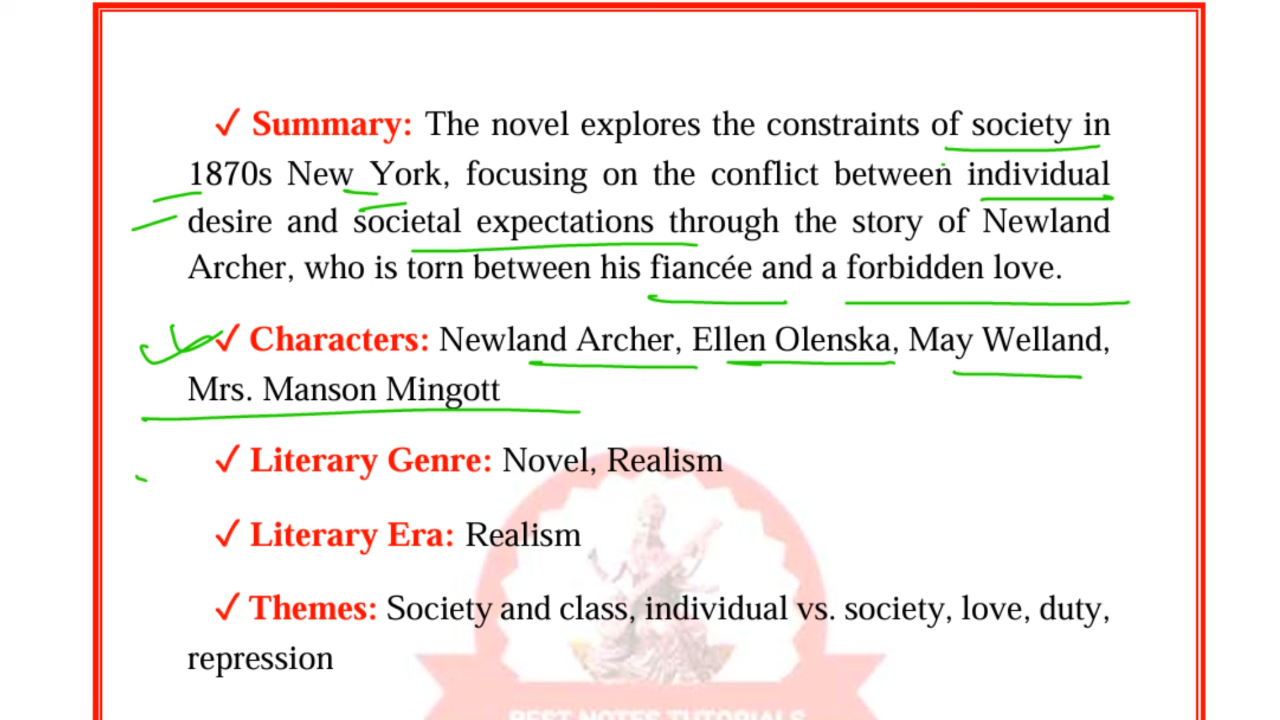 ✓ Summary: The novel explores the constraints of society in
1870s New York, focusing on the conflict between individual
desire and societal expectations through the story of Newland
Archer, who is torn between his fiancée and a forbidden love.
✓ Characters: Newland Archer, Ellen Olenska, May Welland,
Mrs. Manson Mingott
✓ Literary Genre: Novel, Realism
✓ Literary Era: Realism
✓ Themes: Society and class, individual vs. society, love, duty,
repression
BEST NOTES TUTORIALS